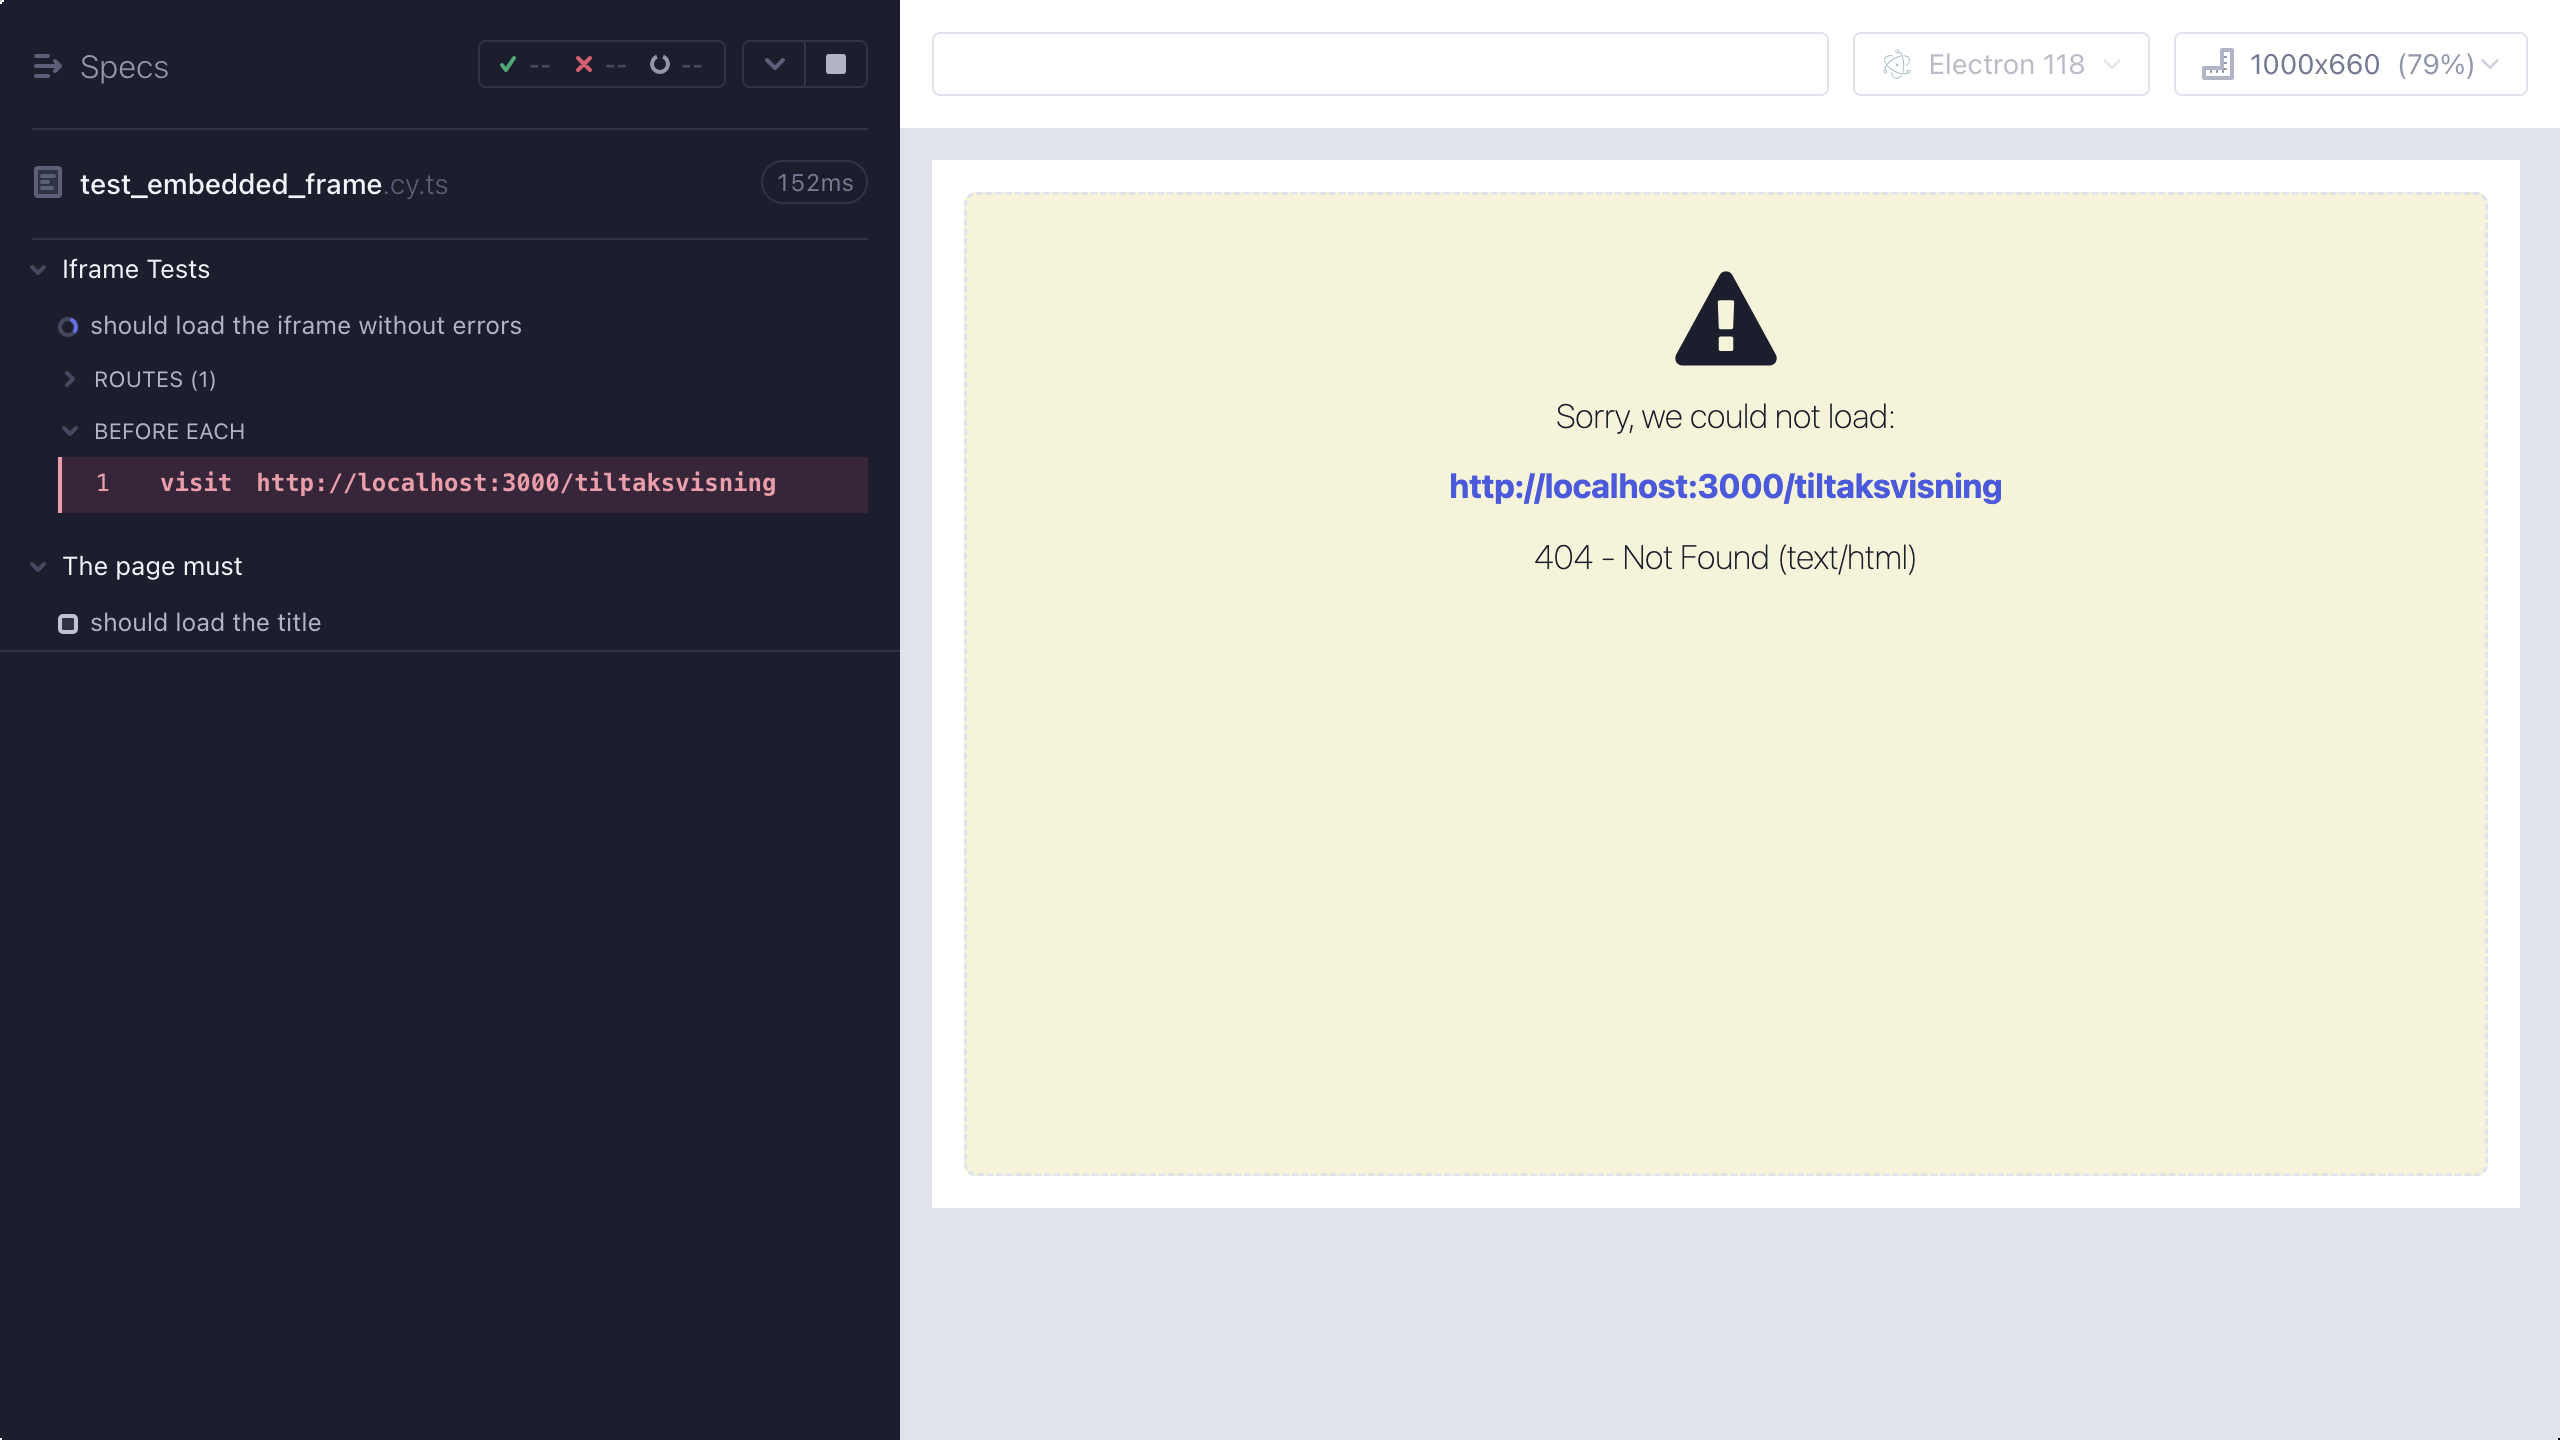 Specs
-- -- --
test_embedded_frame.cy.ts 152ms
Iframe Tests
should load the iframe without errors
ROUTES (1)
BEFORE EACH
1 visit http://localhost:3000/tiltaksvisning
The page must
should load the title
Electron 118
1000x660 (79%)
Sorry, we could not load:
http://localhost:3000/tiltaksvisning
404 - Not Found (text/html)